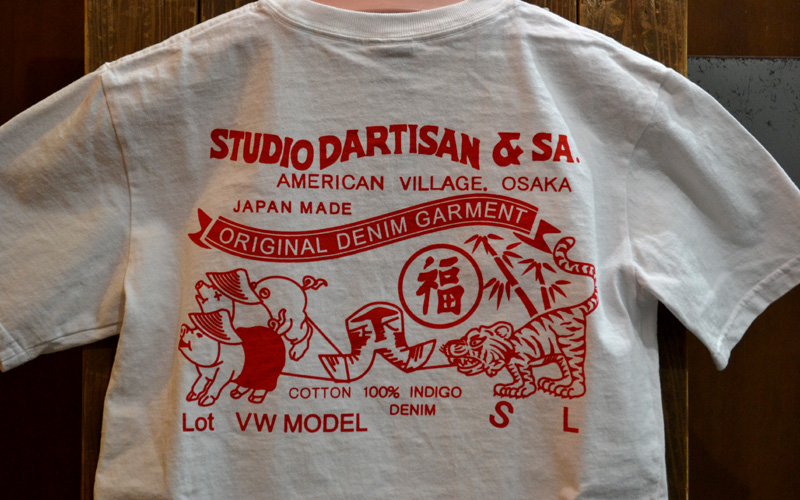 STUDIO DARTISAN & SA.
AMERICAN VILLAGE, OSAKA
JAPAN MADE
ORIGINAL DENIM GARMENT
福
COTTON 100% INDIGO
DENIM
Lot VW MODEL S L